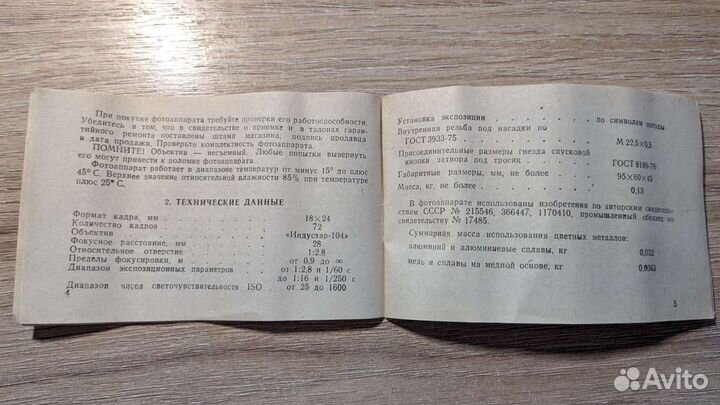 При покупке фотоаппарата требуйте проверки его работоспособности.
Убедитесь в том, что в свидетельстве о приемке и в талонах гаран-
тийного ремонта поставлены штамп магазина, подпись продавца
и дата продажи. Проверьте комплектность фотоаппарата.
ПОМНИТЕ! Объектив — несъемный. Любые попытки вывернуть
его могут привести к поломке фотоаппарата.
Фотоаппарат работает в диапазоне температур от минус 15° до плюс
45° С. Верхнее значение относительной влажности 85% при температуре
плюс 25° С.
2. ТЕХНИЧЕСКИЕ ДАННЫЕ
Формат кадра, мм . . . . . . 18×24
Количество кадров . . . . . . 72
Объектив . . . . . . «Индустар-104»
Фокусное расстояние, мм . . . . . . 28
Относительное отверстие . . . . . . 1:2,8
Пределы фокусировки, м . . . . . . от 0,9 до ∞
Диапазон экспозиционных параметров . . . от 1:2,8 и 1/60 с
до 1:16 и 1/250 с
Диапазон чисел светочувствительности ISO . . от 25 до 1600
4
Установка экспозиции . . . . . . по символам погоды
Внутренняя резьба под насадки по
ГОСТ 3933-75 . . . . . . М 22,5×0,5
Присоединительные размеры гнезда спусковой
кнопки затвора под тросик . . . . . . ГОСТ 8189-78
Габаритные размеры, мм, не более . . . . 95×60×45
Масса, кг, не более . . . . . . 0,13
В фотоаппарате использованы изобретения по авторским свидетель-
ствам СССР № 215546, 366447, 1170410, промышленный образец по
свидетельству № 17485.
Суммарная масса использования цветных металлов:
алюминий и алюминиевые сплавы, кг 0,032
медь и сплавы на медной основе, кг 0,0063
5
Avito